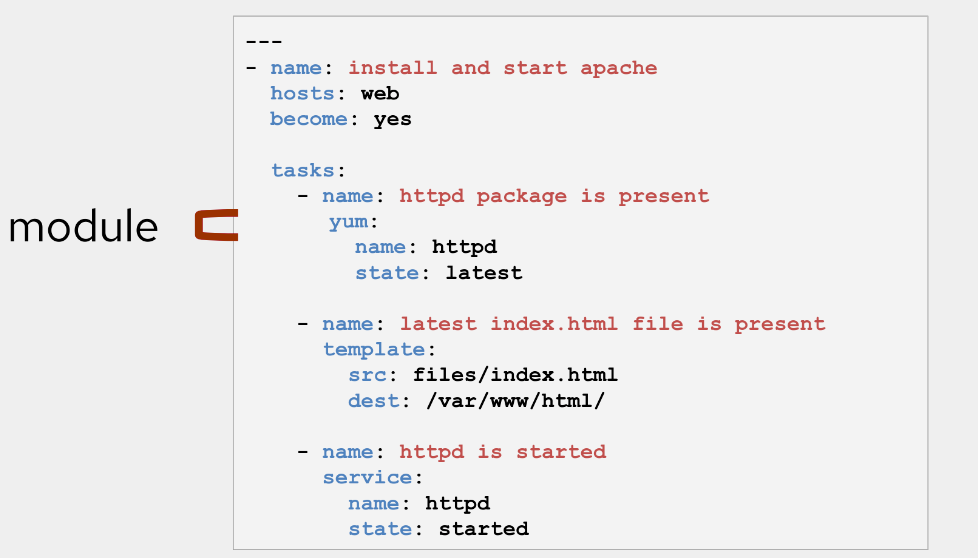 ---
- name: install and start apache
  hosts: web
  become: yes

  tasks:
    - name: httpd package is present
      yum:
        name: httpd
        state: latest

    - name: latest index.html file is present
      template:
        src: files/index.html
        dest: /var/www/html/

    - name: httpd is started
      service:
        name: httpd
        state: started
module